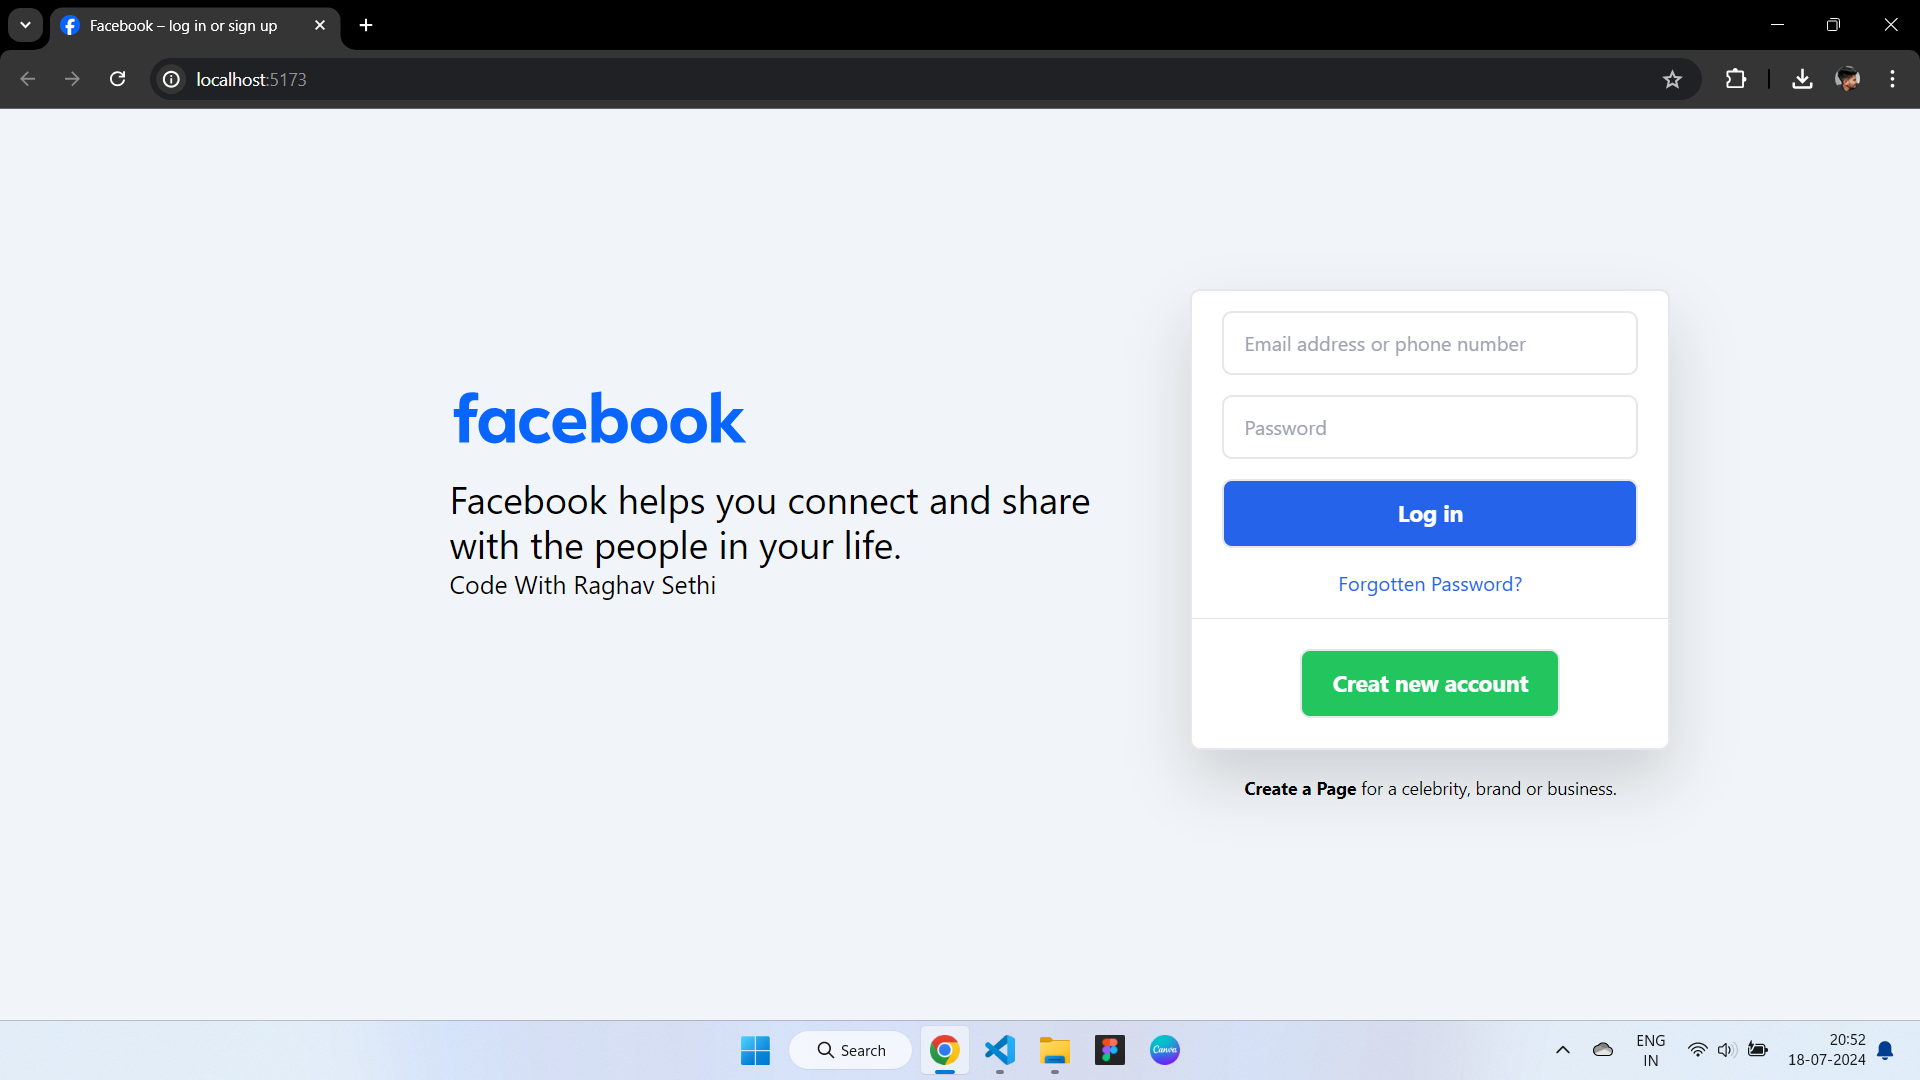 Facebook – log in or sign up
localhost:5173
facebook
Facebook helps you connect and share
with the people in your life.
Code With Raghav Sethi
Email address or phone number
Password
Log in
Forgotten Password?
Creat new account
Create a Page for a celebrity, brand or business.
Search
Canva
ENG
IN
20:52
18-07-2024